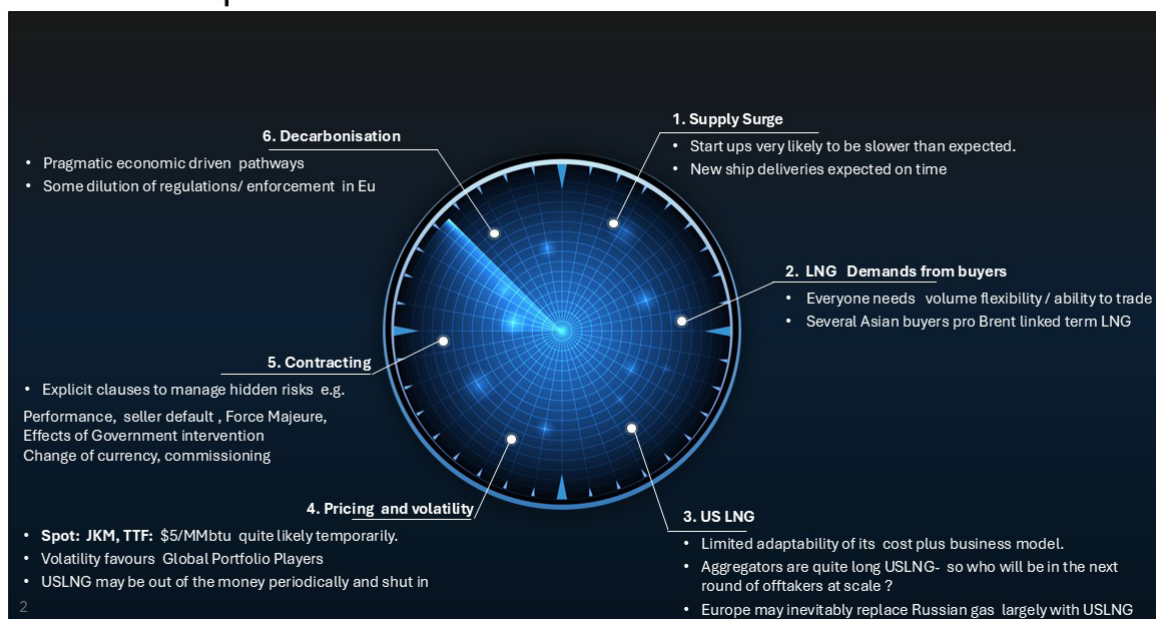 1. Supply Surge
• Start ups very likely to be slower than expected.
• New ship deliveries expected on time
2. LNG Demands from buyers
• Everyone needs volume flexibility / ability to trade
• Several Asian buyers pro Brent linked term LNG
3. US LNG
• Limited adaptability of its cost plus business model.
• Aggregators are quite long USLNG- so who will be in the next
round of offtakers at scale ?
• Europe may inevitably replace Russian gas largely with USLNG
4. Pricing and volatility
• Spot: JKM, TTF: $5/MMbtu quite likely temporarily.
• Volatility favours Global Portfolio Players
• USLNG may be out of the money periodically and shut in
5. Contracting
• Explicit clauses to manage hidden risks e.g.
Performance, seller default , Force Majeure,
Effects of Government intervention
Change of currency, commissioning
6. Decarbonisation
• Pragmatic economic driven pathways
• Some dilution of regulations/ enforcement in Eu
2